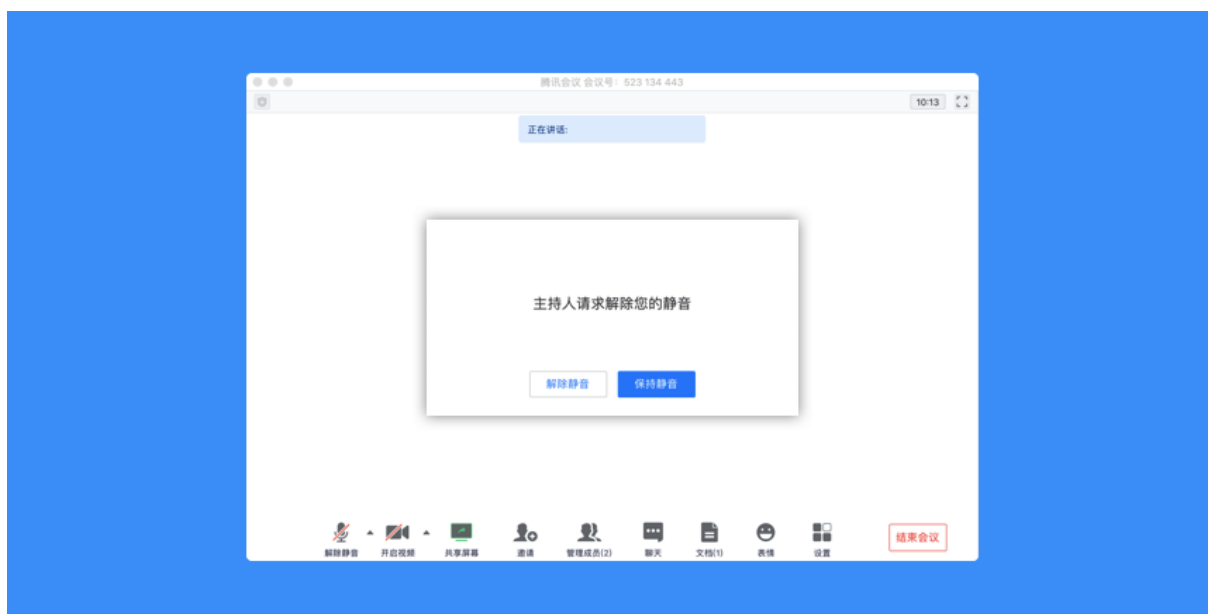 腾讯会议 会议号：523 134 443
10:13
正在讲话:
主持人请求解除您的静音
解除静音 保持静音
解除静音 开启视频 共享屏幕 邀请 管理成员(2) 聊天 文档(1) 表情 设置 结束会议